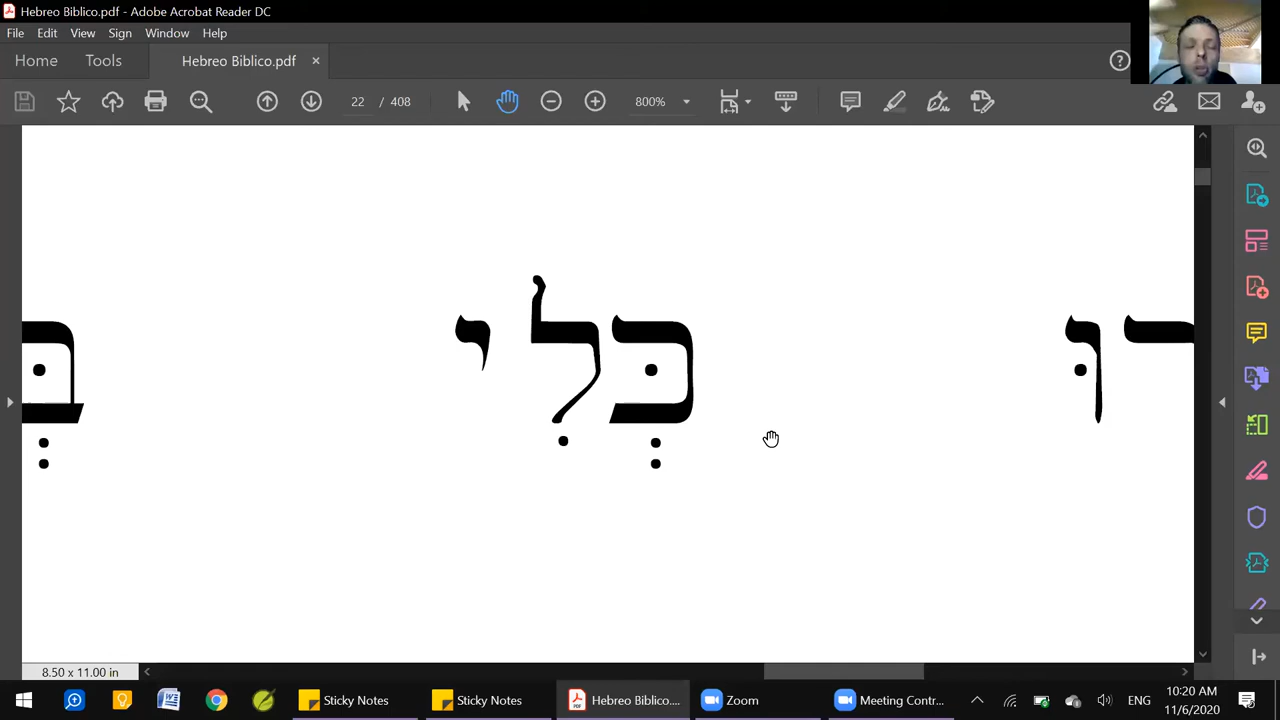 Hebreo Biblico.pdf - Adobe Acrobat Reader DC
File Edit View Sign Window Help
Home Tools Hebreo Biblico.pdf × ?
22 / 408 800%
כְּלִי
8.50 x 11.00 in
Sticky Notes Sticky Notes Hebreo Biblico.... Zoom Meeting Contr... ENG 10:20 AM
11/6/2020